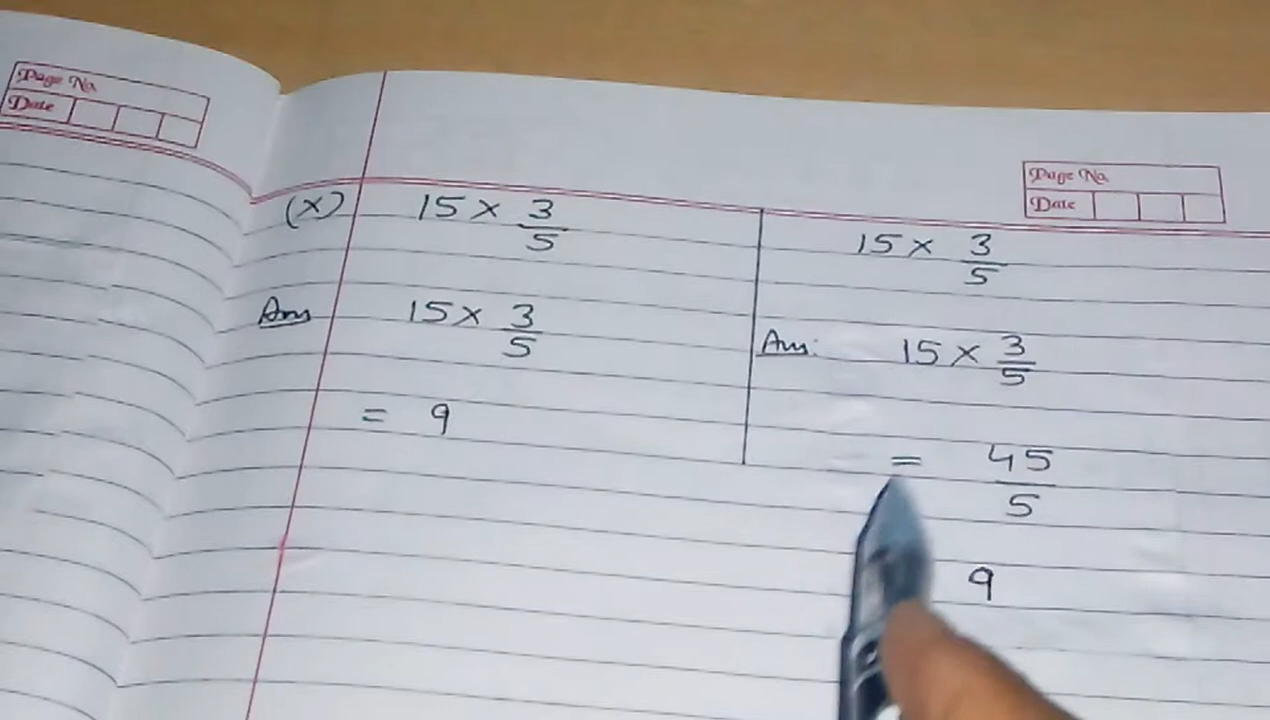 Page No.
Date
Page No.
Date
(x) 15 × 3/5
Ans 15 × 3/5
= 9
15 × 3/5
Ans: 15 × 3/5
= 45/5
9